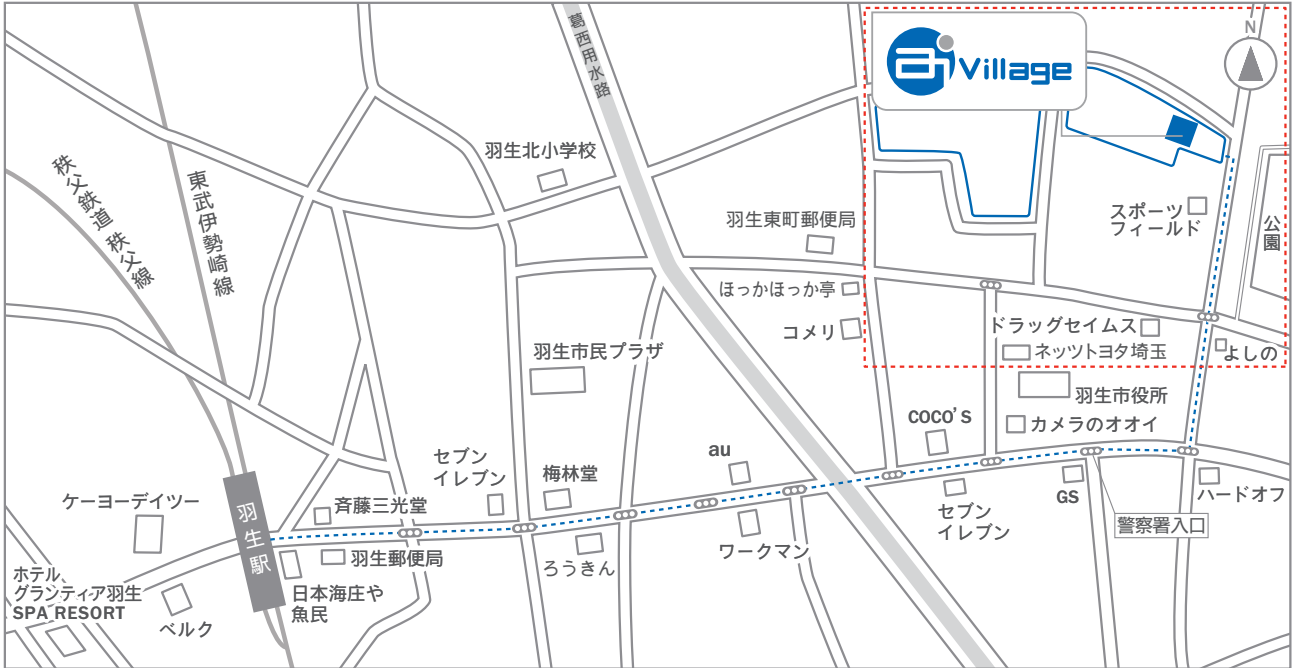 葛西用水路
ai Village
N
羽生北小学校
秩父鉄道秩父線
東武伊勢崎線
羽生東町郵便局
スポーツ
フィールド
公園
ほっかほっか亭
コメリ
ドラッグセイムス
ネッツトヨタ埼玉
よしの
羽生市民プラザ
羽生市役所
カメラのオオイ
COCO'S
au
セブン
イレブン
梅林堂
ケーヨーデイツー
斉藤三光堂
羽生駅
GS
ハードオフ
セブン
イレブン
警察署入口
ワークマン
ろうきん
羽生郵便局
日本海庄や
魚民
ホテル
グランティア羽生
SPA RESORT
ベルク